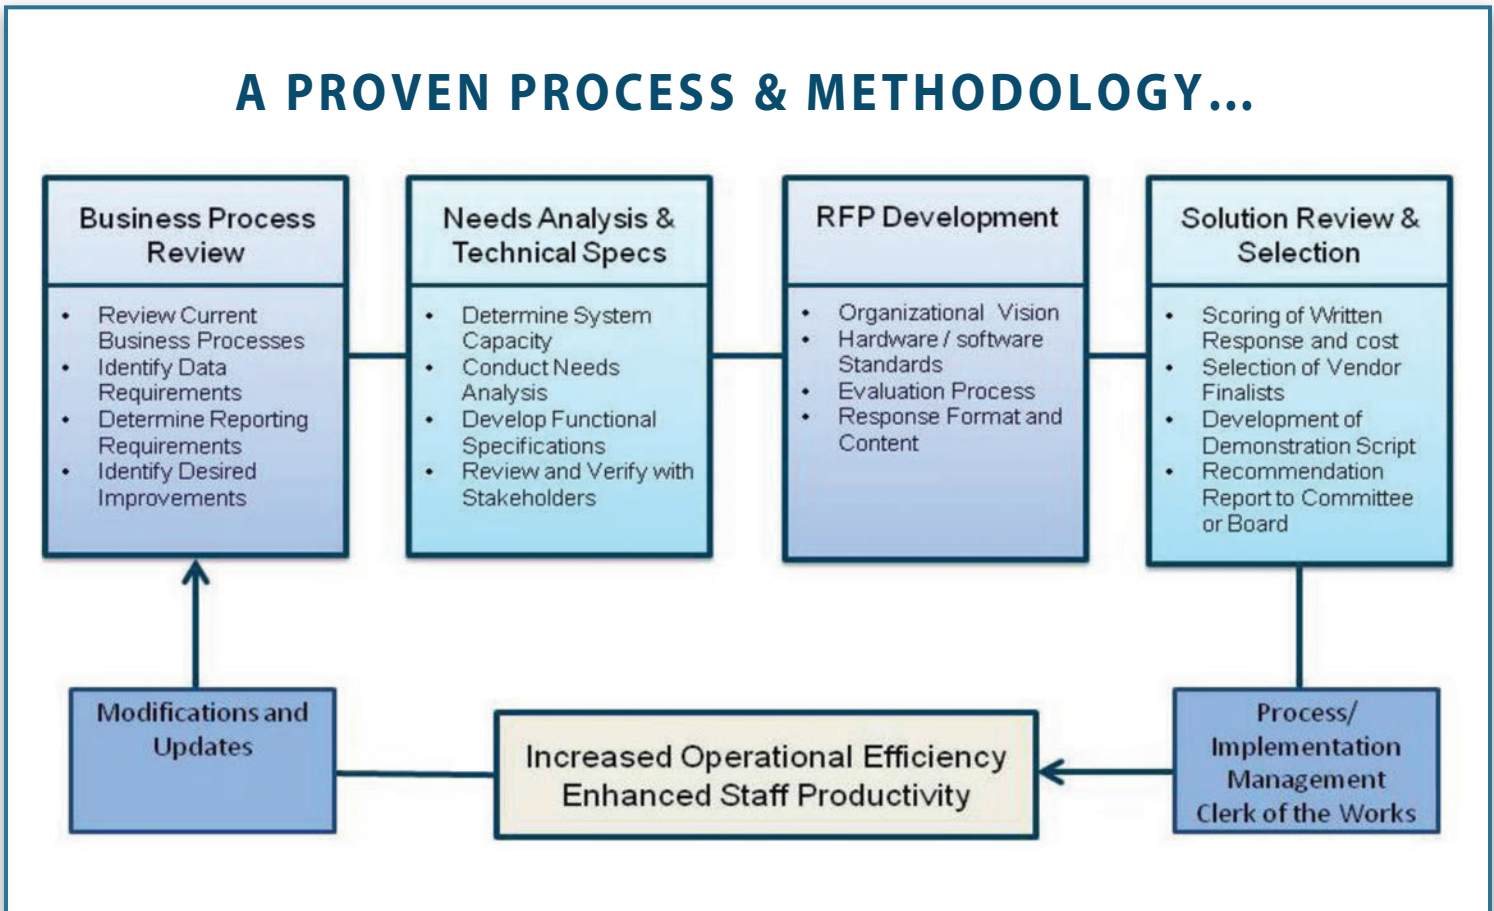 A PROVEN PROCESS & METHODOLOGY...
Business Process
Review
• Review Current
Business Processes
• Identify Data
Requirements
• Determine Reporting
Requirements
• Identify Desired
Improvements
Needs Analysis &
Technical Specs
• Determine System
Capacity
• Conduct Needs
Analysis
• Develop Functional
Specifications
• Review and Verify with
Stakeholders
RFP Development
• Organizational Vision
• Hardware / software
Standards
• Evaluation Process
• Response Format and
Content
Solution Review &
Selection
• Scoring of Written
Response and cost
• Selection of Vendor
Finalists
• Development of
Demonstration Script
• Recommendation
Report to Committee
or Board
Modifications and
Updates
Increased Operational Efficiency
Enhanced Staff Productivity
Process/
Implementation
Management
Clerk of the Works